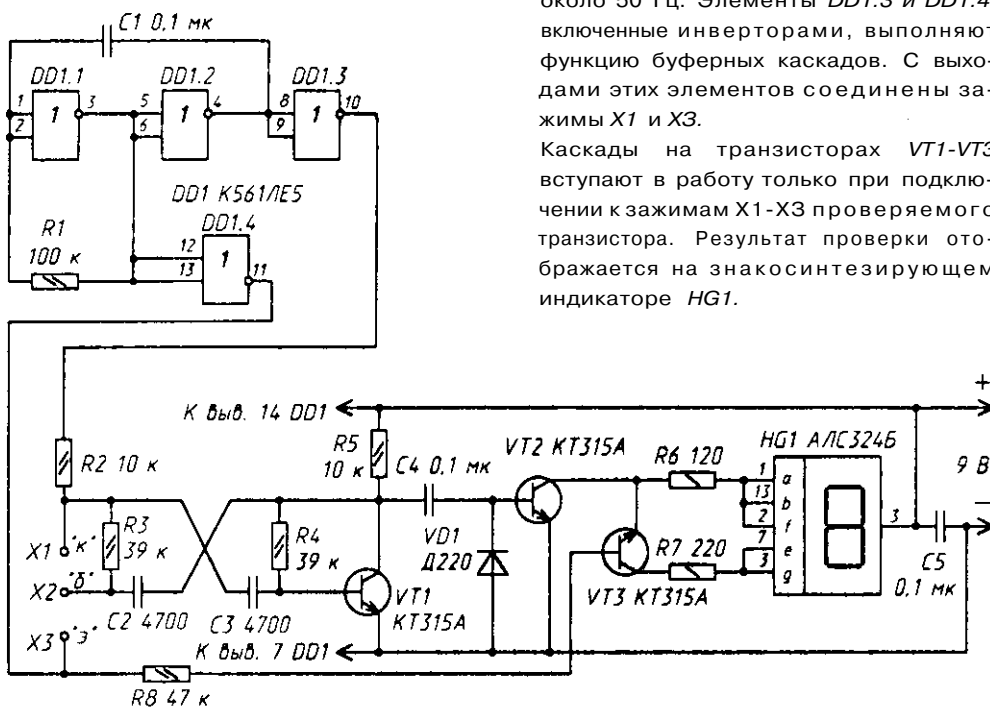 около 50 Гц. Элементы DD1.3 и DD1.4,
включенные инверторами, выполняют
функцию буферных каскадов. С выхо-
дами этих элементов соединены за-
жимы X1 и X3.
Каскады на транзисторах VT1-VT3
вступают в работу только при подклю-
чении к зажимам X1-X3 проверяемого
транзистора. Результат проверки ото-
бражается на знакосинтезирующем
индикаторе HG1.
C1 0,1 мк
DD1.1
DD1.2
DD1.3
1 1 3 5 1 4 8 1 10
2 6 9
DD1 К561ЛЕ5
DD1.4
R1
100 к
12 1
13 11
К выв. 14 DD1
+
R2 10 к
R5
10 к
C4 0,1 мк
VT2 КТ315А
R6 120
HG1 АЛС324Б
9 В
–
1 a
13 b
2 f
7 e
3 g
3
R3
39 к
R4
39 к
VD1
Д220
R7 220
C5
0,1 мк
X1 "к"
X2 "б"
X3 "э"
C2 4700
C3 4700
VT1
КТ315А
VT3 КТ315А
К выв. 7 DD1
R8 47 к